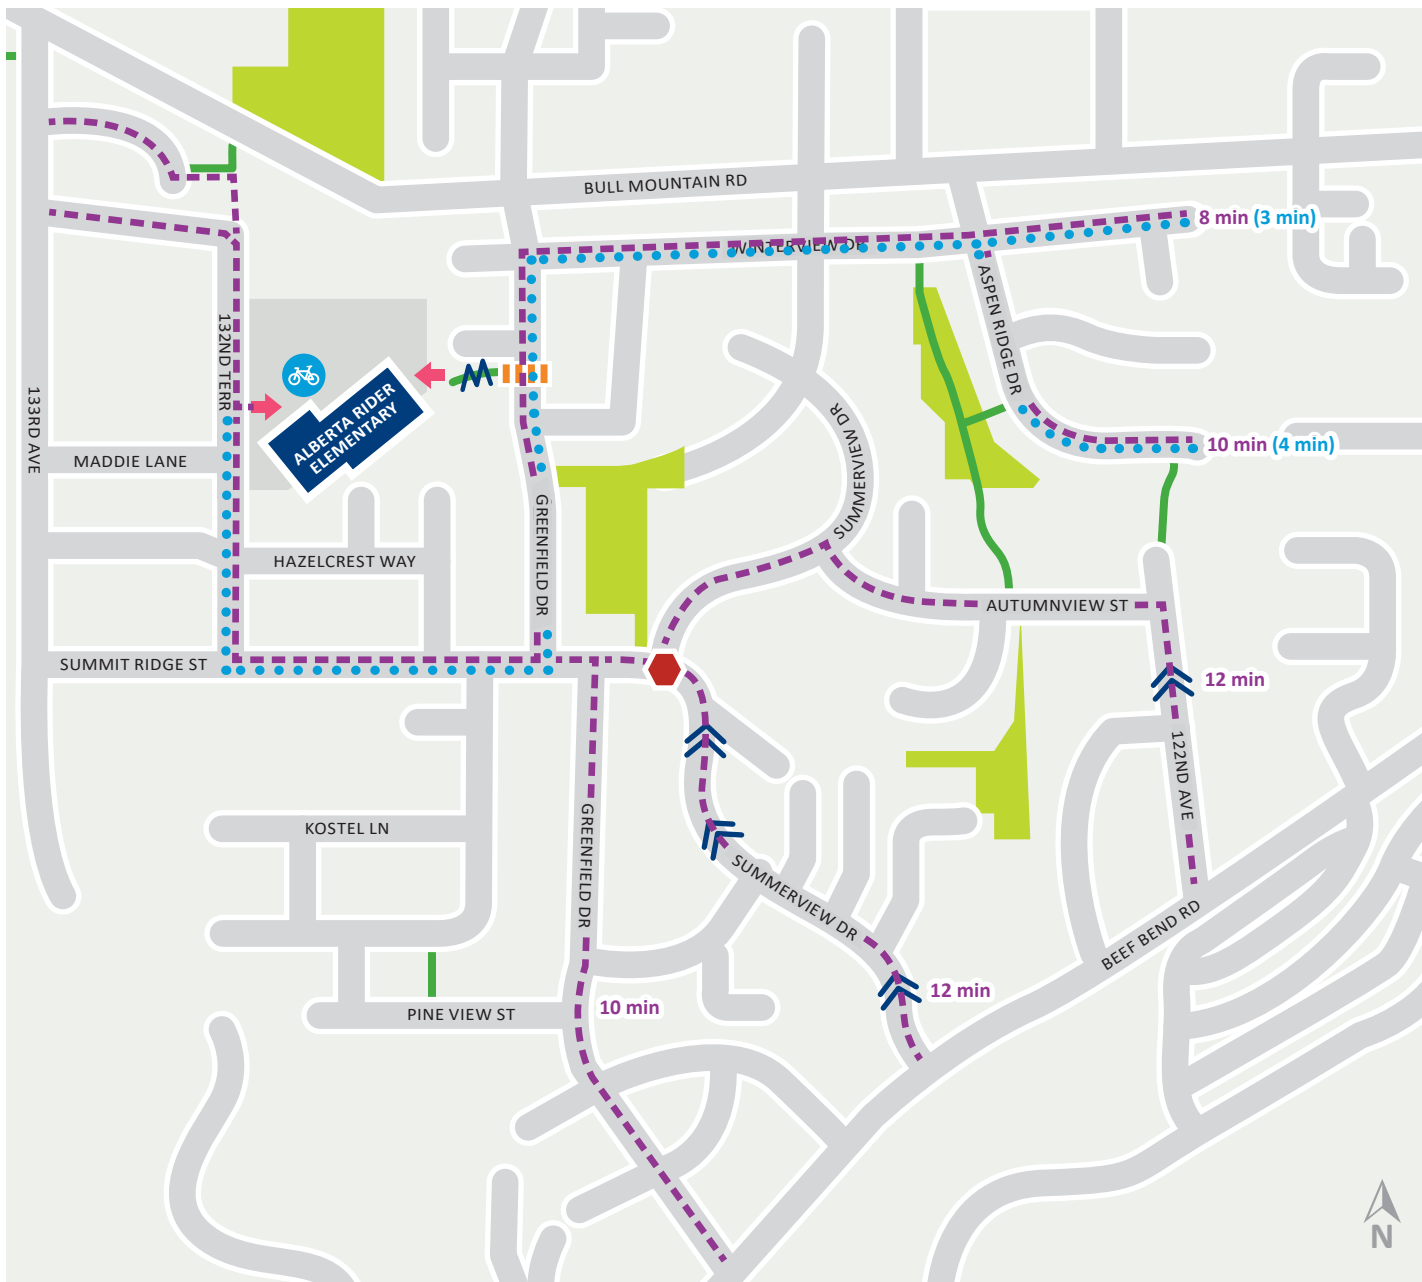 BULL MOUNTAIN RD
8 min (3 min)
WINTERVIEW DR
ASPEN RIDGE DR
132ND TERR
133RD AVE
ALBERTA RIDER
ELEMENTARY
SUMMERVIEW DR
10 min (4 min)
MADDIE LANE
GREENFIELD DR
HAZELCREST WAY
AUTUMNVIEW ST
SUMMIT RIDGE ST
12 min
122ND AVE
KOSTEL LN
GREENFIELD DR
SUMMERVIEW DR
BEEF BEND RD
12 min
10 min
PINE VIEW ST
N